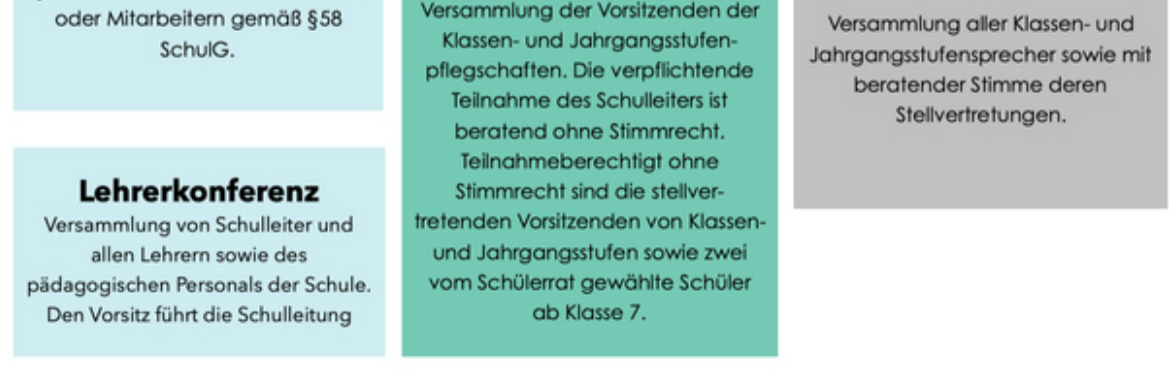 oder Mitarbeitern gemäß §58
SchulG.
Lehrerkonferenz
Versammlung von Schulleiter und
allen Lehrern sowie des
pädagogischen Personals der Schule.
Den Vorsitz führt die Schulleitung
Versammlung der Vorsitzenden der
Klassen- und Jahrgangsstufen-
pflegschaften. Die verpflichtende
Teilnahme des Schulleiters ist
beratend ohne Stimmrecht.
Teilnahmeberechtigt ohne
Stimmrecht sind die stellver-
tretenden Vorsitzenden von Klassen-
und Jahrgangsstufen sowie zwei
vom Schülerrat gewählte Schüler
ab Klasse 7.
Versammlung aller Klassen- und
Jahrgangsstufensprecher sowie mit
beratender Stimme deren
Stellvertretungen.